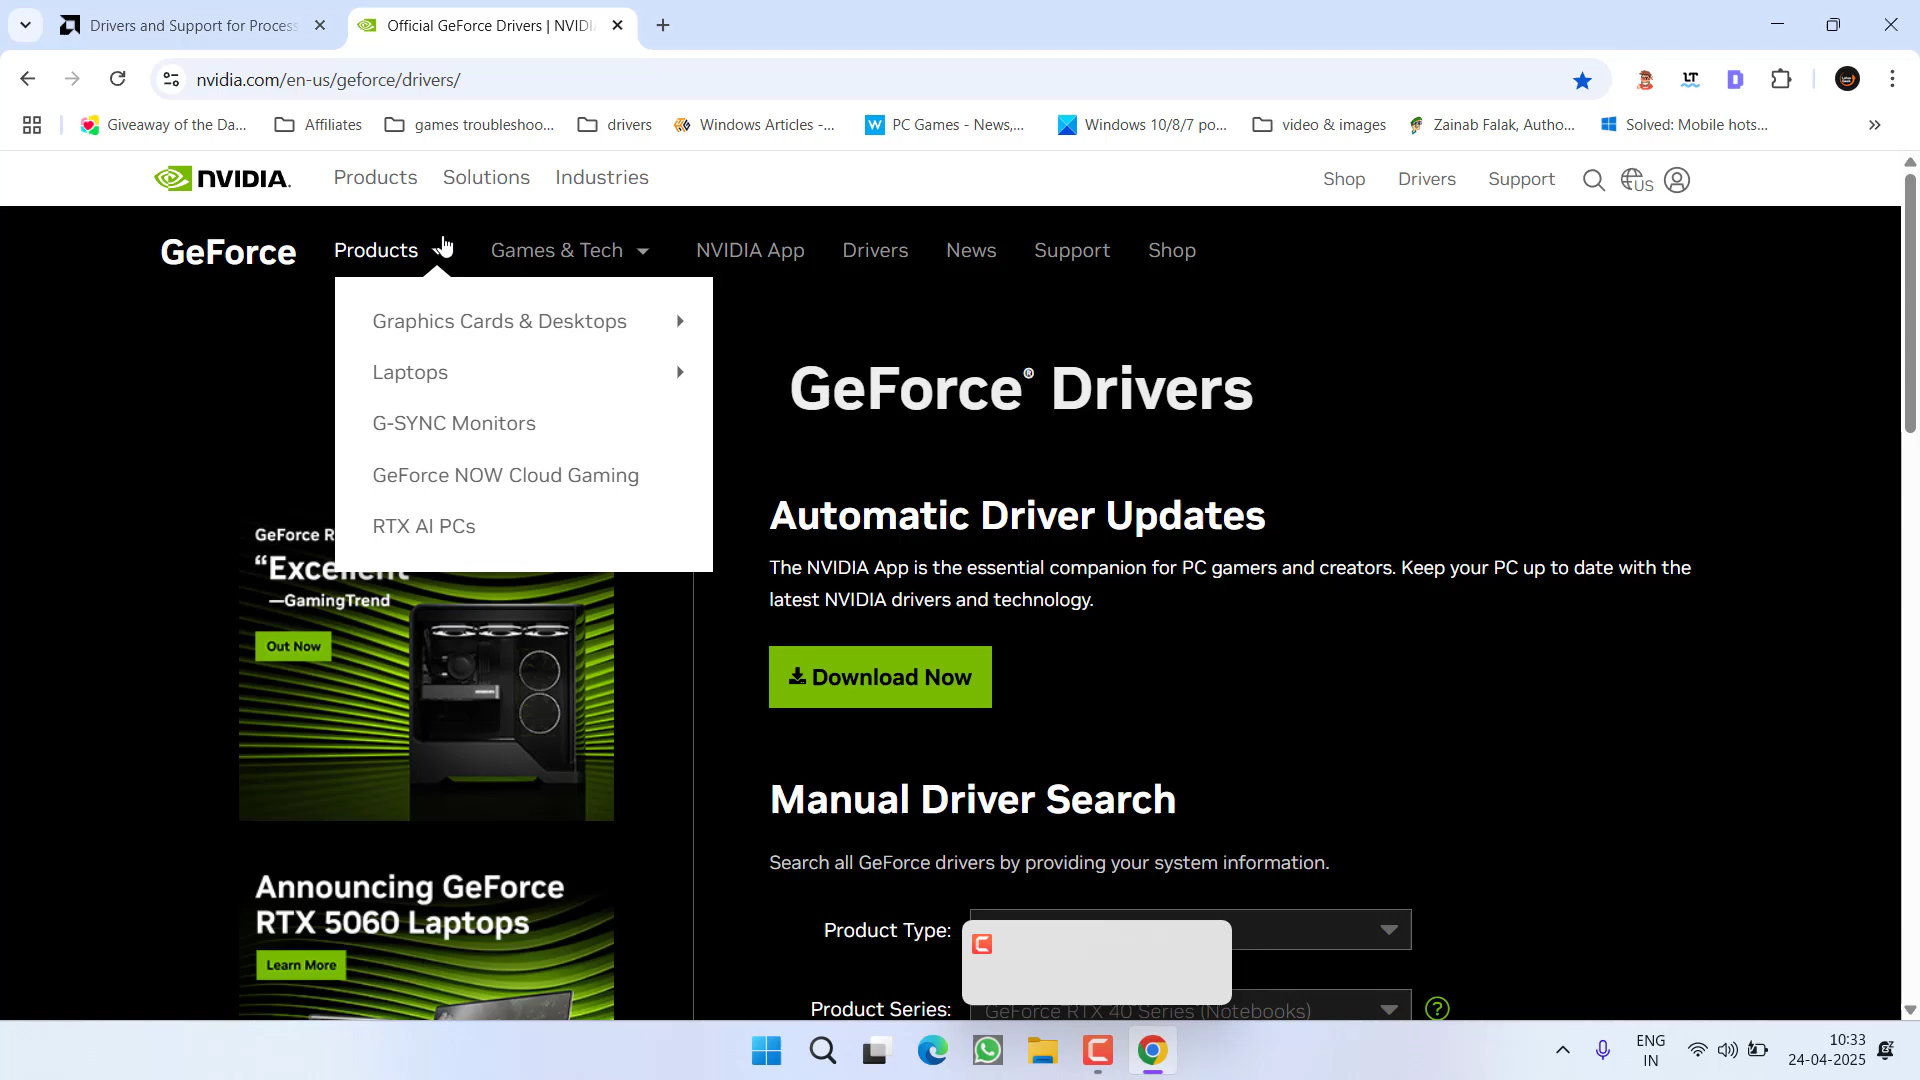 Drivers and Support for Process
Official GeForce Drivers | NVIDI
nvidia.com/en-us/geforce/drivers/
LT
Giveaway of the Da...
Affiliates
games troubleshoo...
drivers
Windows Articles -...
W PC Games - News,...
Windows 10/8/7 po...
video & images
Zainab Falak, Autho...
Solved: Mobile hots...
NVIDIA.
Products
Solutions
Industries
Shop
Drivers
Support
US
GeForce
Products
Games & Tech
NVIDIA App
Drivers
News
Support
Shop
Graphics Cards & Desktops
Laptops
G-SYNC Monitors
GeForce NOW Cloud Gaming
RTX AI PCs
GeForce R
"Excellent"
—GamingTrend
Out Now
Announcing GeForce
RTX 5060 Laptops
Learn More
GeForce® Drivers
Automatic Driver Updates
The NVIDIA App is the essential companion for PC gamers and creators. Keep your PC up to date with the
latest NVIDIA drivers and technology.
Download Now
Manual Driver Search
Search all GeForce drivers by providing your system information.
Product Type:
Product Series:
GeForce RTX 40 Series (Notebooks)
?
ENG
IN
10:33
24-04-2025